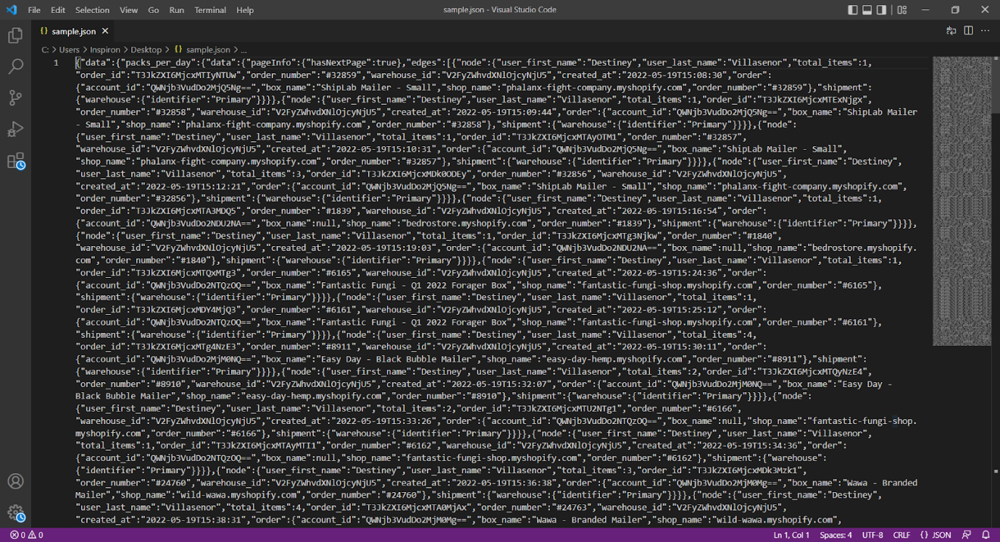 File Edit Selection View Go Run Terminal Help
sample.json - Visual Studio Code
{} sample.json
C: > Users > Inspiron > Desktop > {} sample.json > ...
1 {"data":{"packs_per_day":{"data":{"pageInfo":{"hasNextPage":true},"edges":[{"node":{"user_first_name":"Destiney","user_last_name":"Villasenor","total_items":1,
"order_id":"T3JkZXI6MjcxMTIyNTUw","order_number":"#32859","warehouse_id":"V2FyZWhvdXNlOjcyNjU5","created_at":"2022-05-19T15:08:30","order":
{"account_id":"QWNjb3VudDo2MjQ5Ng==","box_name":"ShipLab Mailer - Small","shop_name":"phalanx-fight-company.myshopify.com","order_number":"#32859"},"shipment":
{"warehouse":{"identifier":"Primary"}}}},{"node":{"user_first_name":"Destiney","user_last_name":"Villasenor","total_items":1,"order_id":"T3JkZXI6MjcxMTExNjgx",
"order_number":"#32858","warehouse_id":"V2FyZWhvdXNlOjcyNjU5","created_at":"2022-05-19T15:09:44","order":{"account_id":"QWNjb3VudDo2MjQ5Ng==","box_name":"ShipLab Mailer
- Small","shop_name":"phalanx-fight-company.myshopify.com","order_number":"#32858"},"shipment":{"warehouse":{"identifier":"Primary"}}}},{"node":
{"user_first_name":"Destiney","user_last_name":"Villasenor","total_items":1,"order_id":"T3JkZXI6MjcxMTAyOTM1","order_number":"#32857",
"warehouse_id":"V2FyZWhvdXNlOjcyNjU5","created_at":"2022-05-19T15:10:31","order":{"account_id":"QWNjb3VudDo2MjQ5Ng==","box_name":"ShipLab Mailer - Small",
"shop_name":"phalanx-fight-company.myshopify.com","order_number":"#32857"},"shipment":{"warehouse":{"identifier":"Primary"}}}},{"node":{"user_first_name":"Destiney",
"user_last_name":"Villasenor","total_items":3,"order_id":"T3JkZXI6MjcxMDk0ODEy","order_number":"#32856","warehouse_id":"V2FyZWhvdXNlOjcyNjU5",
"created_at":"2022-05-19T15:12:21","order":{"account_id":"QWNjb3VudDo2MjQ5Ng==","box_name":"ShipLab Mailer - Small","shop_name":"phalanx-fight-company.myshopify.com",
"order_number":"#32856"},"shipment":{"warehouse":{"identifier":"Primary"}}}},{"node":{"user_first_name":"Destiney","user_last_name":"Villasenor","total_items":1,
"order_id":"T3JkZXI6MjcxMTA3MDQ5","order_number":"#1839","warehouse_id":"V2FyZWhvdXNlOjcyNjU5","created_at":"2022-05-19T15:16:54","order":
{"account_id":"QWNjb3VudDo2NDU2NA==","box_name":null,"shop_name":"bedrostore.myshopify.com","order_number":"#1839"},"shipment":{"warehouse":{"identifier":"Primary"}}}},
{"node":{"user_first_name":"Destiney","user_last_name":"Villasenor","total_items":1,"order_id":"T3JkZXI6MjcxMTg3Njkw","order_number":"#1840",
"warehouse_id":"V2FyZWhvdXNlOjcyNjU5","created_at":"2022-05-19T15:19:03","order":{"account_id":"QWNjb3VudDo2NDU2NA==","box_name":null,"shop_name":"bedrostore.myshopify.
com","order_number":"#1840"},"shipment":{"warehouse":{"identifier":"Primary"}}}},{"node":{"user_first_name":"Destiney","user_last_name":"Villasenor","total_items":1,
"order_id":"T3JkZXI6MjcxMTQxMTg3","order_number":"#6165","warehouse_id":"V2FyZWhvdXNlOjcyNjU5","created_at":"2022-05-19T15:24:36","order":
{"account_id":"QWNjb3VudDo2NTQzOQ==","box_name":"Fantastic Fungi - Q1 2022 Forager Box","shop_name":"fantastic-fungi-shop.myshopify.com","order_number":"#6165"},
"shipment":{"warehouse":{"identifier":"Primary"}}}},{"node":{"user_first_name":"Destiney","user_last_name":"Villasenor","total_items":1,
"order_id":"T3JkZXI6MjcxMDY4MjQ3","order_number":"#6161","warehouse_id":"V2FyZWhvdXNlOjcyNjU5","created_at":"2022-05-19T15:25:12","order":
{"account_id":"QWNjb3VudDo2NTQzOQ==","box_name":"Fantastic Fungi - Q1 2022 Forager Box","shop_name":"fantastic-fungi-shop.myshopify.com","order_number":"#6161"},
"shipment":{"warehouse":{"identifier":"Primary"}}}},{"node":{"user_first_name":"Destiney","user_last_name":"Villasenor","total_items":4,
"order_id":"T3JkZXI6MjcxMTg4NzE3","order_number":"#8911","warehouse_id":"V2FyZWhvdXNlOjcyNjU5","created_at":"2022-05-19T15:30:11","order":
{"account_id":"QWNjb3VudDo2MjM0NQ==","box_name":"Easy Day - Black Bubble Mailer","shop_name":"easy-day-hemp.myshopify.com","order_number":"#8911"},"shipment":
{"warehouse":{"identifier":"Primary"}}}},{"node":{"user_first_name":"Destiney","user_last_name":"Villasenor","total_items":2,"order_id":"T3JkZXI6MjcxMTQyNzE4",
"order_number":"#8910","warehouse_id":"V2FyZWhvdXNlOjcyNjU5","created_at":"2022-05-19T15:32:07","order":{"account_id":"QWNjb3VudDo2MjM0NQ==","box_name":"Easy Day -
Black Bubble Mailer","shop_name":"easy-day-hemp.myshopify.com","order_number":"#8910"},"shipment":{"warehouse":{"identifier":"Primary"}}}},{"node":
{"user_first_name":"Destiney","user_last_name":"Villasenor","total_items":2,"order_id":"T3JkZXI6MjcxMTU2NTg1","order_number":"#6166",
"warehouse_id":"V2FyZWhvdXNlOjcyNjU5","created_at":"2022-05-19T15:33:26","order":{"account_id":"QWNjb3VudDo2NTQzOQ==","box_name":null,"shop_name":"fantastic-fungi-shop.
myshopify.com","order_number":"#6166"},"shipment":{"warehouse":{"identifier":"Primary"}}}},{"node":{"user_first_name":"Destiney","user_last_name":"Villasenor",
"total_items":1,"order_id":"T3JkZXI6MjcxMTAyMTI1","order_number":"#6162","warehouse_id":"V2FyZWhvdXNlOjcyNjU5","created_at":"2022-05-19T15:34:36","order":
{"account_id":"QWNjb3VudDo2NTQzOQ==","box_name":null,"shop_name":"fantastic-fungi-shop.myshopify.com","order_number":"#6162"},"shipment":{"warehouse":
{"identifier":"Primary"}}}},{"node":{"user_first_name":"Destiney","user_last_name":"Villasenor","total_items":3,"order_id":"T3JkZXI6MjcxMDk3Mzk1",
"order_number":"#24760","warehouse_id":"V2FyZWhvdXNlOjcyNjU5","created_at":"2022-05-19T15:36:38","order":{"account_id":"QWNjb3VudDo2MjM0Mg==","box_name":"Wawa - Branded
Mailer","shop_name":"wild-wawa.myshopify.com","order_number":"#24760"},"shipment":{"warehouse":{"identifier":"Primary"}}}},{"node":{"user_first_name":"Destiney",
"user_last_name":"Villasenor","total_items":4,"order_id":"T3JkZXI6MjcxMTA0MjAx","order_number":"#24763","warehouse_id":"V2FyZWhvdXNlOjcyNjU5",
"created_at":"2022-05-19T15:38:31","order":{"account_id":"QWNjb3VudDo2MjM0Mg==","box_name":"Wawa - Branded Mailer","shop_name":"wild-wawa.myshopify.com",
0 0 Ln 1, Col 1 Spaces: 4 UTF-8 CRLF {} JSON